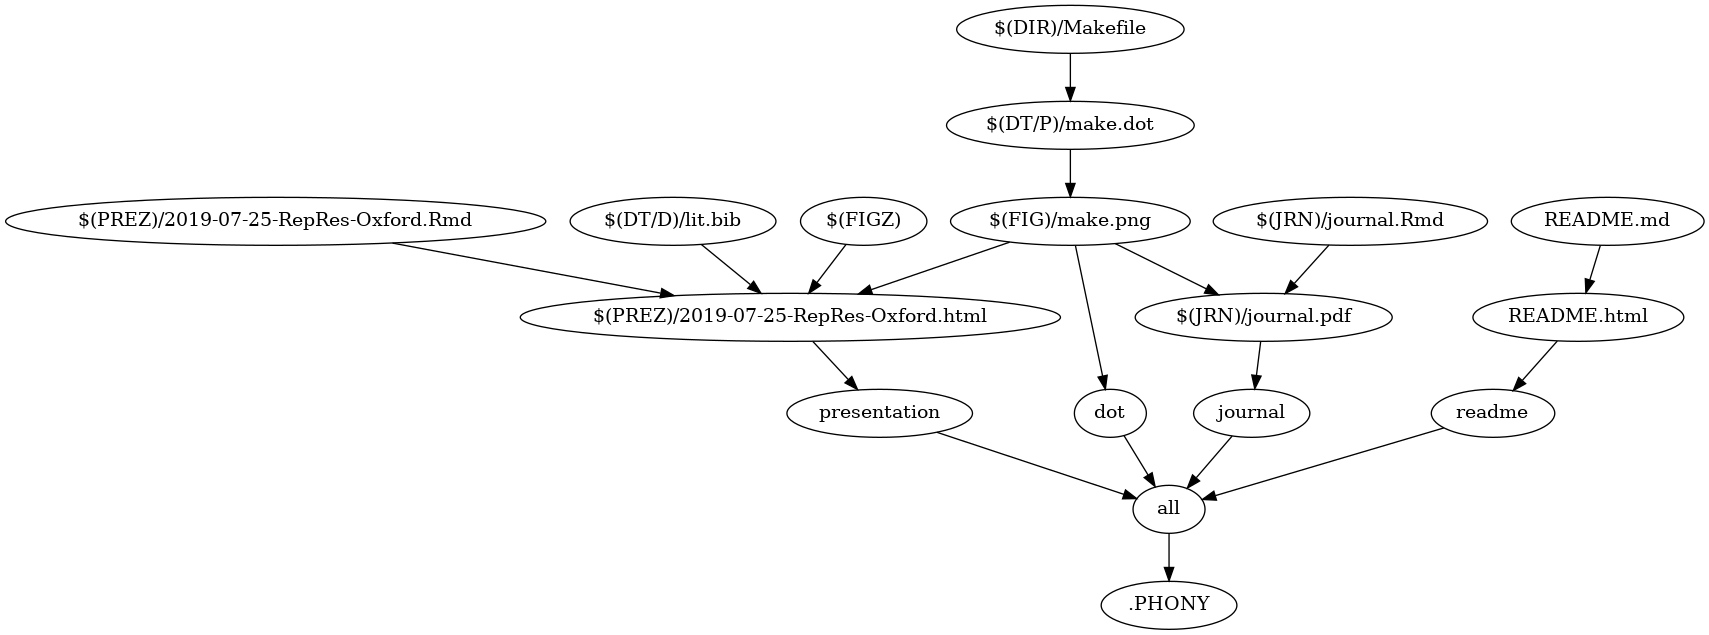 $(DIR)/Makefile
$(DT/P)/make.dot
$(PREZ)/2019-07-25-RepRes-Oxford.Rmd
$(DT/D)/lit.bib
$(FIGZ)
$(FIG)/make.png
$(JRN)/journal.Rmd
README.md
$(PREZ)/2019-07-25-RepRes-Oxford.html
$(JRN)/journal.pdf
README.html
presentation
dot
journal
readme
all
.PHONY